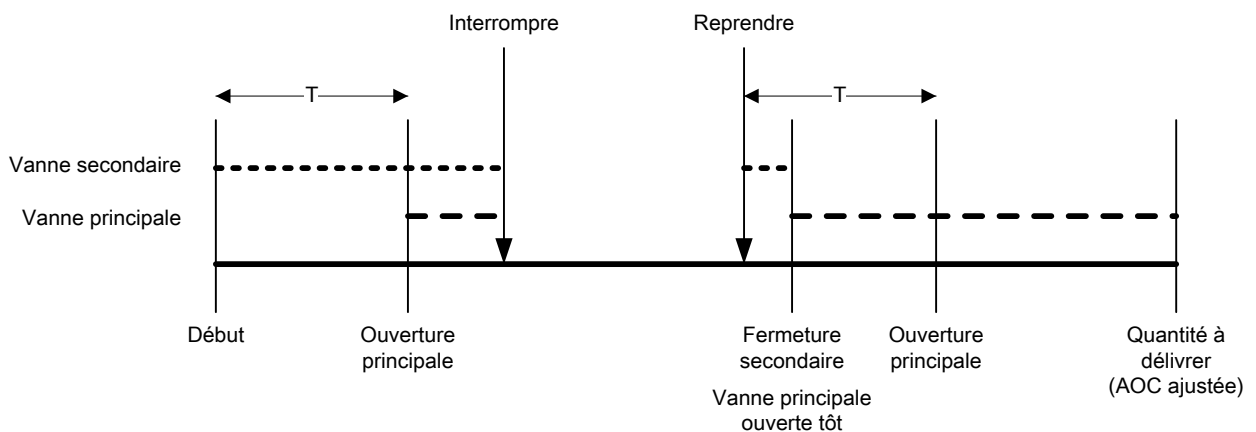 Interrompre
Reprendre
T
T
Vanne secondaire
Vanne principale
Début
Ouverture
principale
Fermeture
secondaire
Vanne principale
ouverte tôt
Ouverture
principale
Quantité à
délivrer
(AOC ajustée)